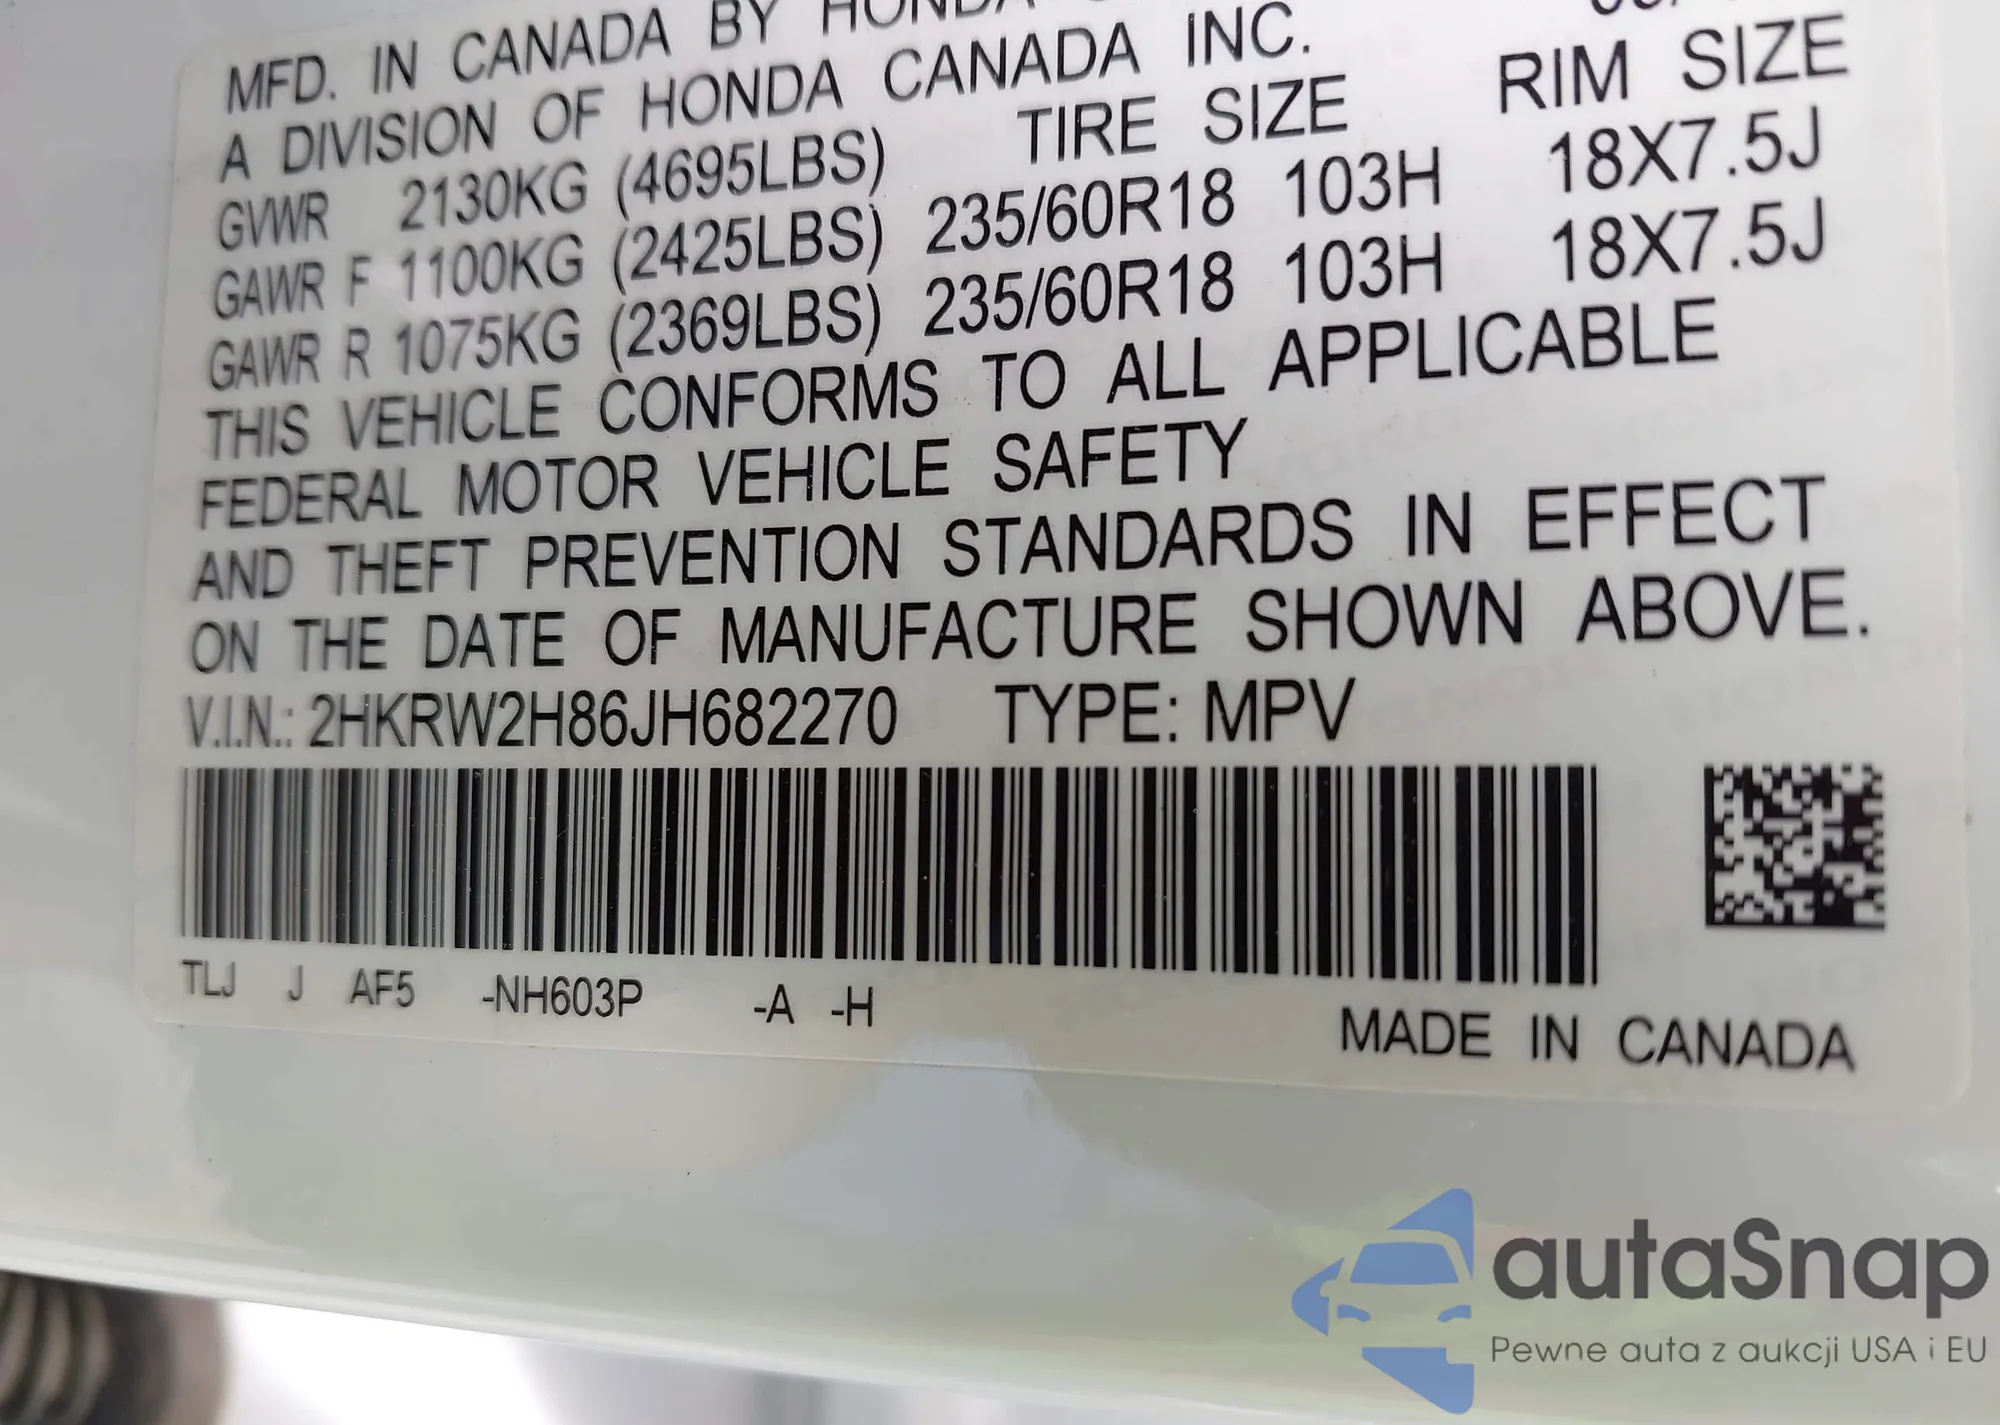 MFD. IN CANADA BY HONDA
A DIVISION OF HONDA CANADA INC.
TIRE SIZE RIM SIZE
GVWR 2130KG (4695LBS)
GAWR F 1100KG (2425LBS) 235/60R18 103H 18X7.5J
GAWR R 1075KG (2369LBS) 235/60R18 103H 18X7.5J
THIS VEHICLE CONFORMS TO ALL APPLICABLE
FEDERAL MOTOR VEHICLE SAFETY
AND THEFT PREVENTION STANDARDS IN EFFECT
ON THE DATE OF MANUFACTURE SHOWN ABOVE.
V.I.N.: 2HKRW2H86JH682270 TYPE: MPV
TLJ J AF5 -NH603P -A -H
MADE IN CANADA
autaSnap
Pewne auta z aukcji USA i EU